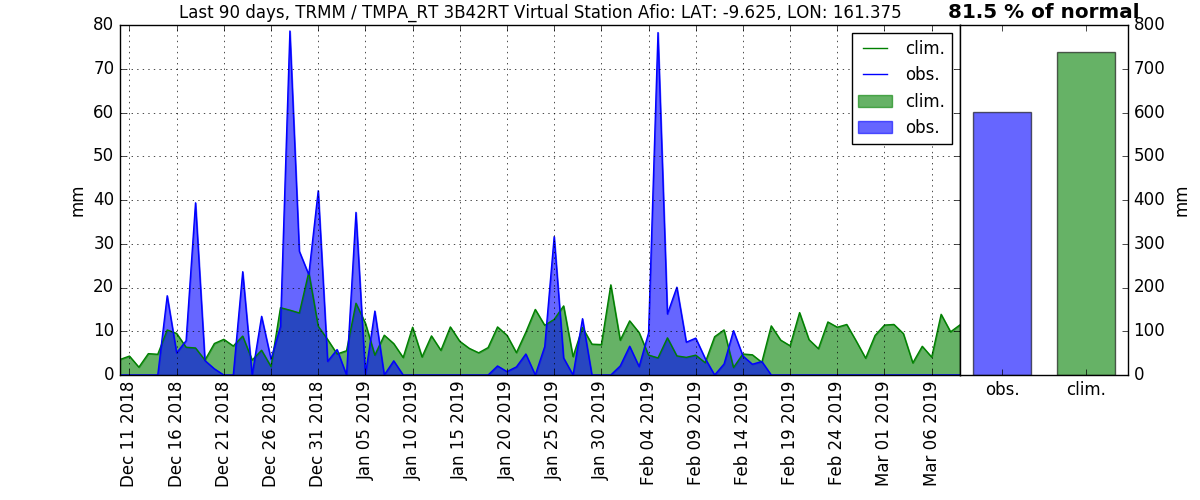 Last 90 days, TRMM / TMPA_RT 3B42RT Virtual Station Afio: LAT: -9.625, LON: 161.375
81.5 % of normal
80
70
60
50
40
30
20
10
0
mm
clim.
obs.
clim.
obs.
Dec 11 2018
Dec 16 2018
Dec 21 2018
Dec 26 2018
Dec 31 2018
Jan 05 2019
Jan 10 2019
Jan 15 2019
Jan 20 2019
Jan 25 2019
Jan 30 2019
Feb 04 2019
Feb 09 2019
Feb 14 2019
Feb 19 2019
Feb 24 2019
Mar 01 2019
Mar 06 2019
800
700
600
500
400
300
200
100
0
mm
obs.
clim.